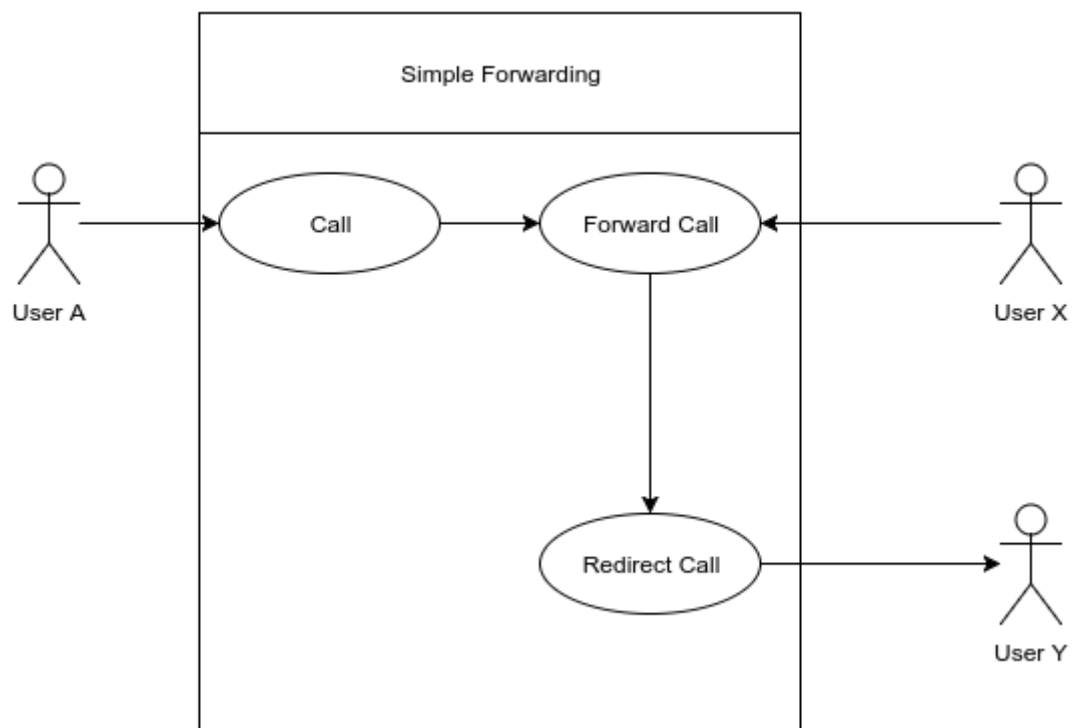 Simple Forwarding
Call
Forward Call
User A
User X
Redirect Call
User Y